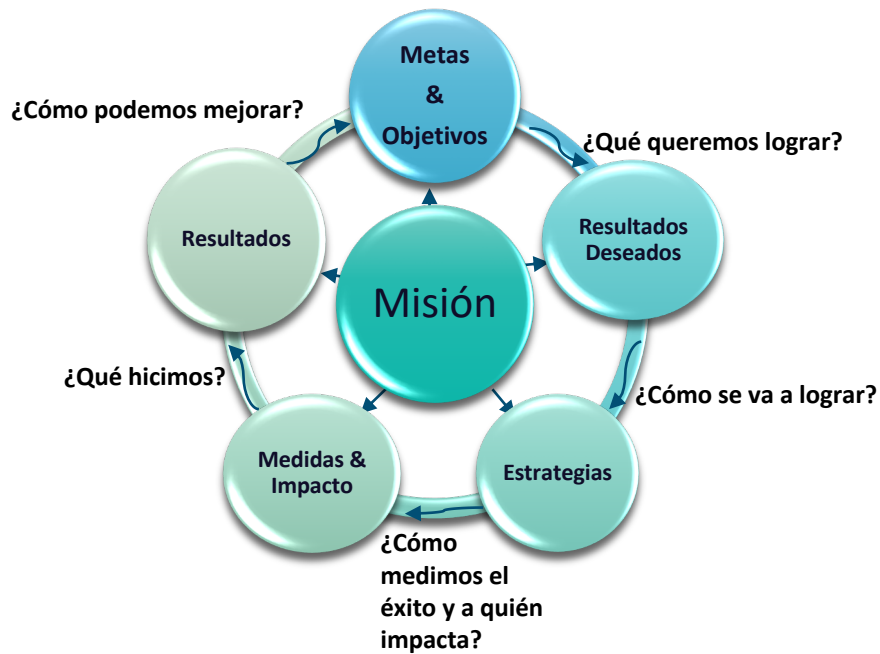 Metas
&
Objetivos
¿Cómo podemos mejorar?
¿Qué queremos lograr?
Resultados
Resultados
Deseados
Misión
¿Qué hicimos?
¿Cómo se va a lograr?
Medidas &
Impacto
Estrategias
¿Cómo
medimos el
éxito y a quién
impacta?